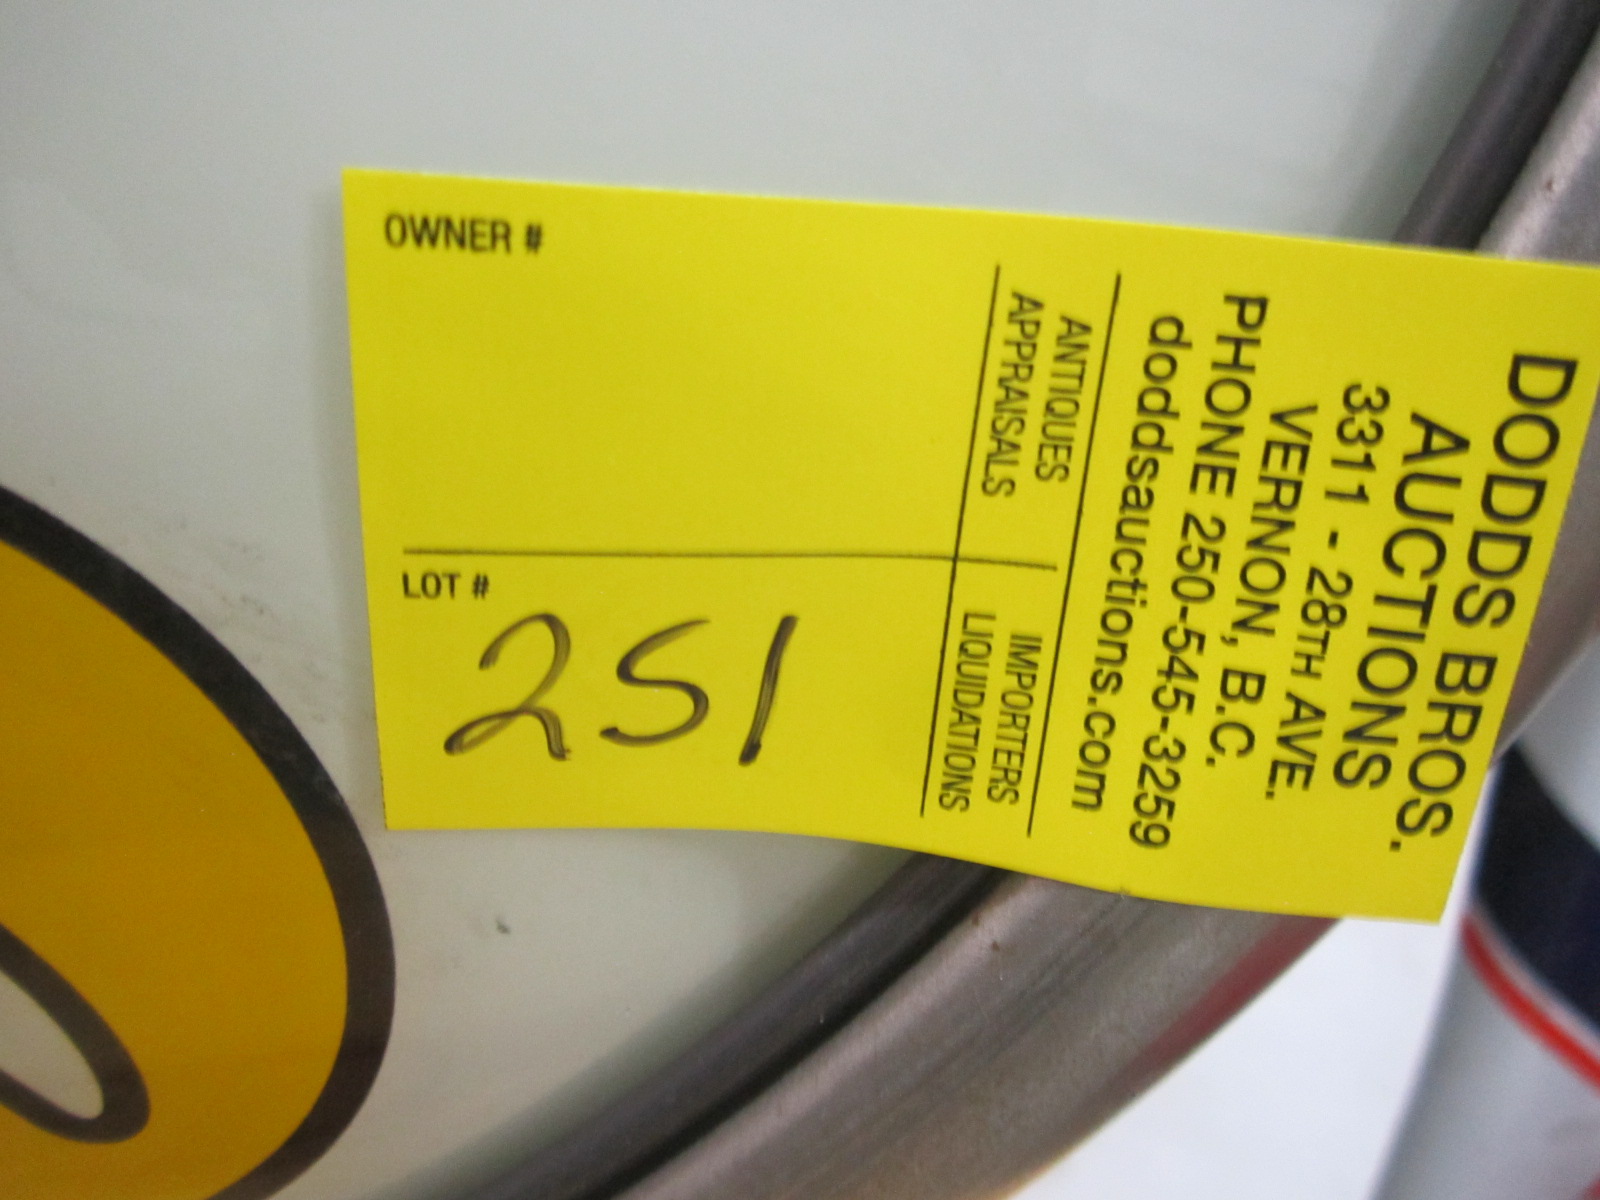 DODDS BROS.
AUCTIONS
3311 - 28TH AVE.
VERNON, B.C.
PHONE 250-545-3259
doddsauctions.com
ANTIQUES
APPRAISALS
IMPORTERS
LIQUIDATIONS
OWNER #
LOT #
251